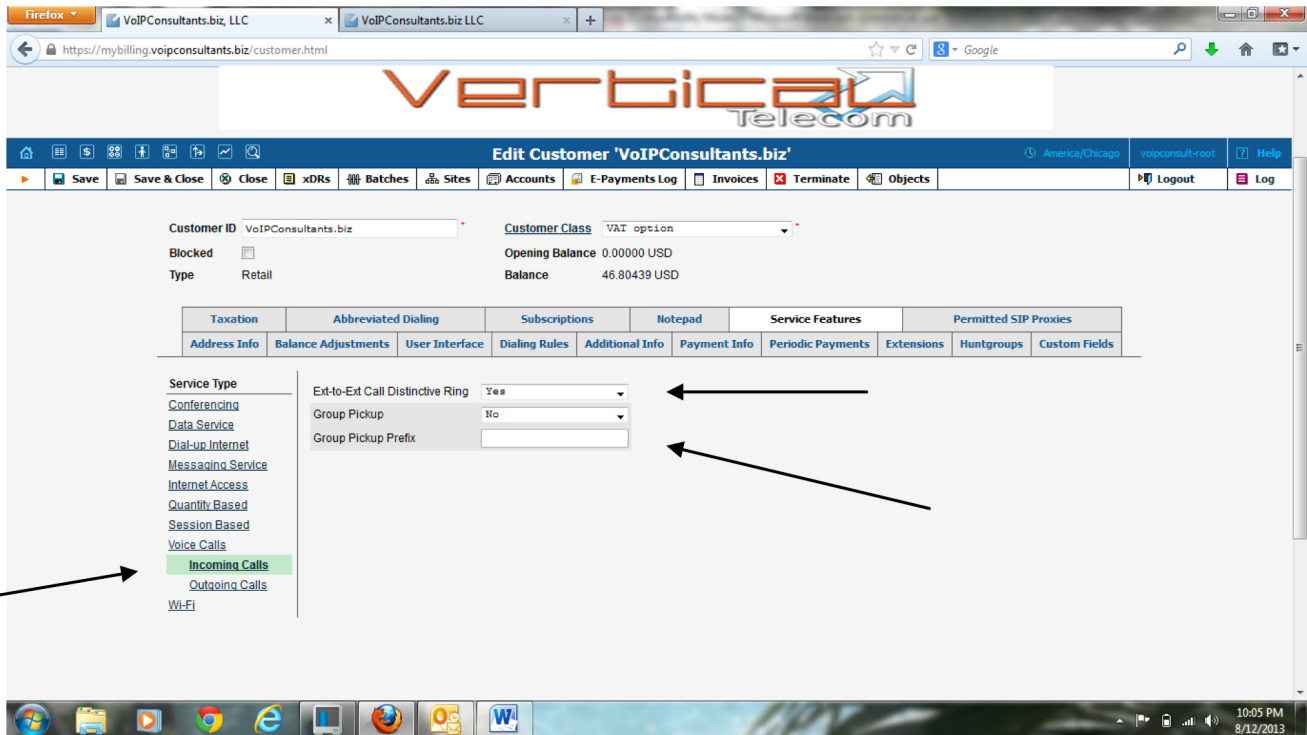 Firefox
VoIPConsultants.biz, LLC × VoIPConsultants.biz LLC × +
https://mybilling.voipconsultants.biz/customer.html Google
Vertical
Telecom
Edit Customer 'VoIPConsultants.biz' America/Chicago voipconsult-root Help
Save Save & Close Close xDRs Batches Sites Accounts E-Payments Log Invoices Terminate Objects Logout Log
Customer ID VoIPConsultants.biz * Customer Class VAT option *
Blocked Opening Balance 0.00000 USD
Type Retail Balance 46.80439 USD
Taxation Abbreviated Dialing Subscriptions Notepad Service Features Permitted SIP Proxies
Address Info Balance Adjustments User Interface Dialing Rules Additional Info Payment Info Periodic Payments Extensions Huntgroups Custom Fields
Service Type
Ext-to-Ext Call Distinctive Ring Yes
Conferencing
Group Pickup No
Data Service
Group Pickup Prefix
Dial-up Internet
Messaging Service
Internet Access
Quantity Based
Session Based
Voice Calls
Incoming Calls
Outgoing Calls
Wi-Fi
10:05 PM
8/12/2013